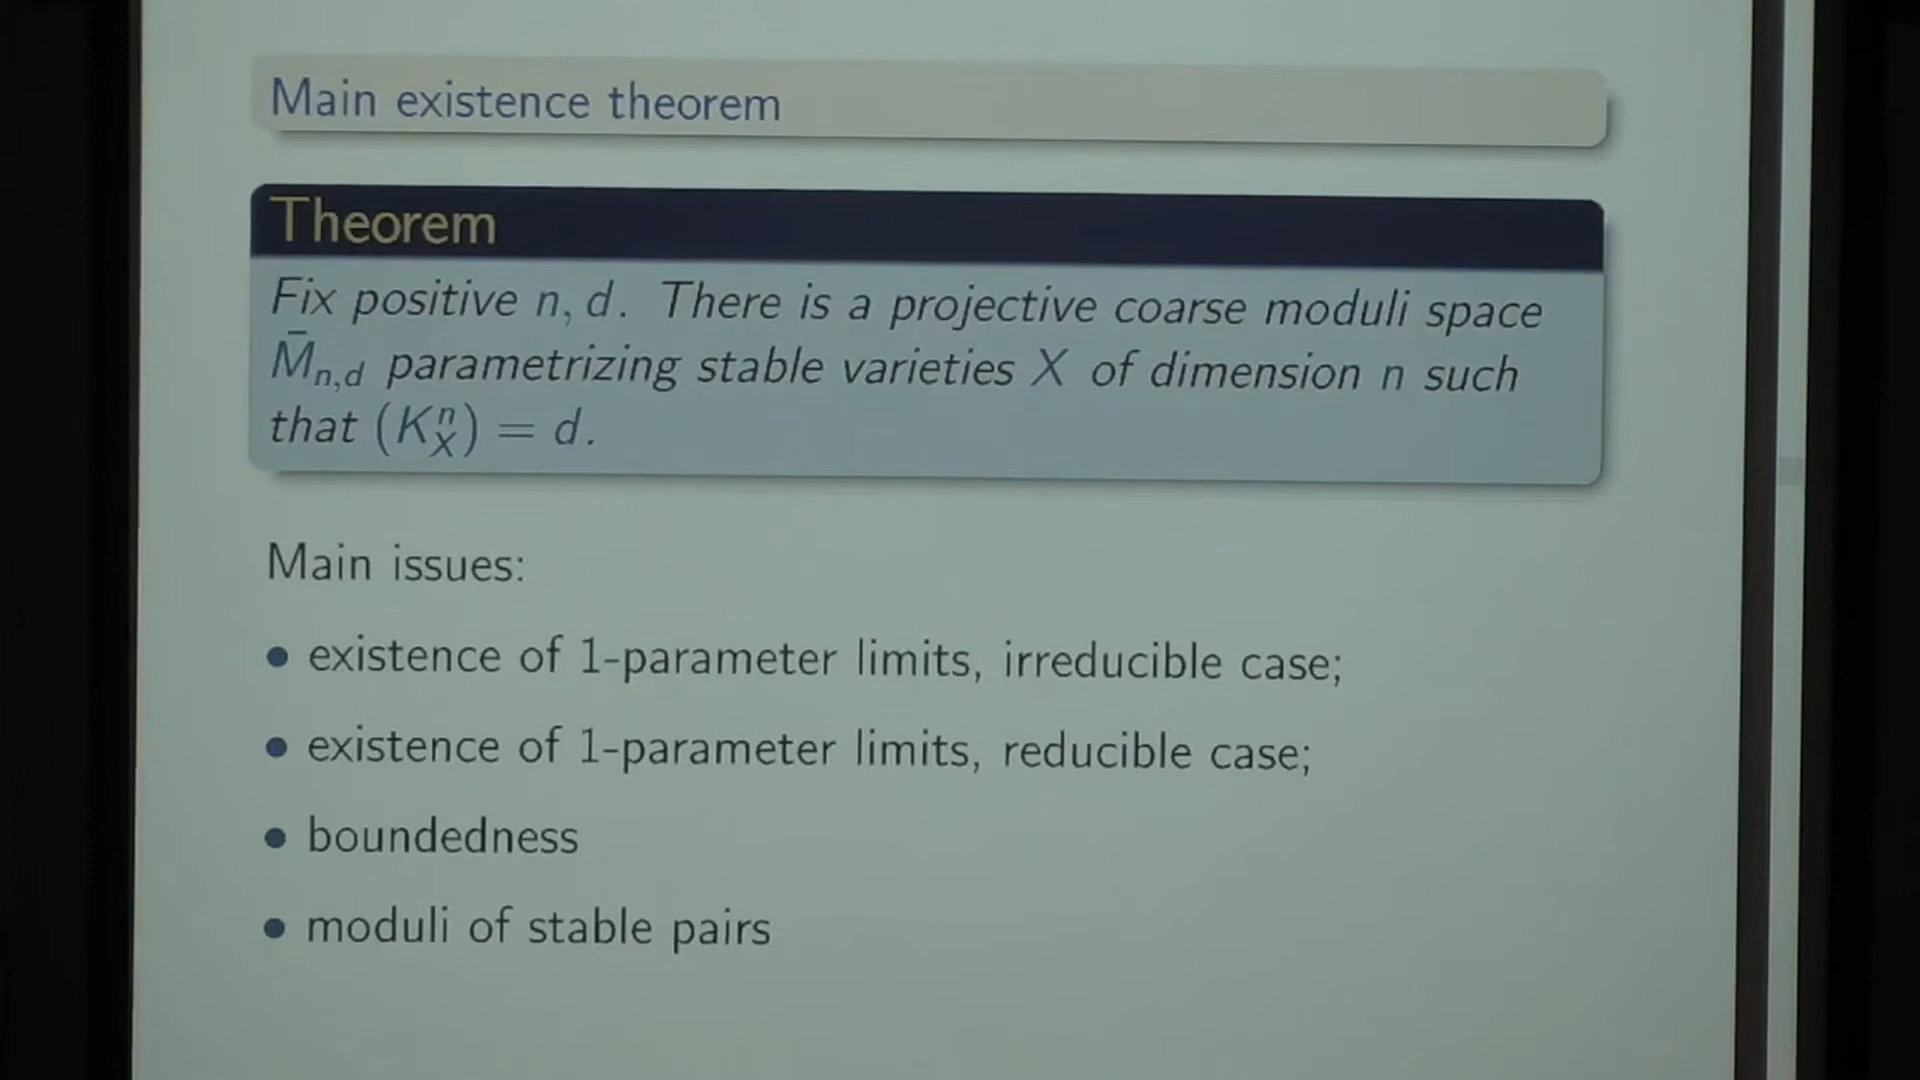 Main existence theorem
Theorem
Fix positive n, d. There is a projective coarse moduli space
M̄ₙ,d parametrizing stable varieties X of dimension n such
that (K_X^n) = d.
Main issues:
• existence of 1-parameter limits, irreducible case;
• existence of 1-parameter limits, reducible case;
• boundedness
• moduli of stable pairs